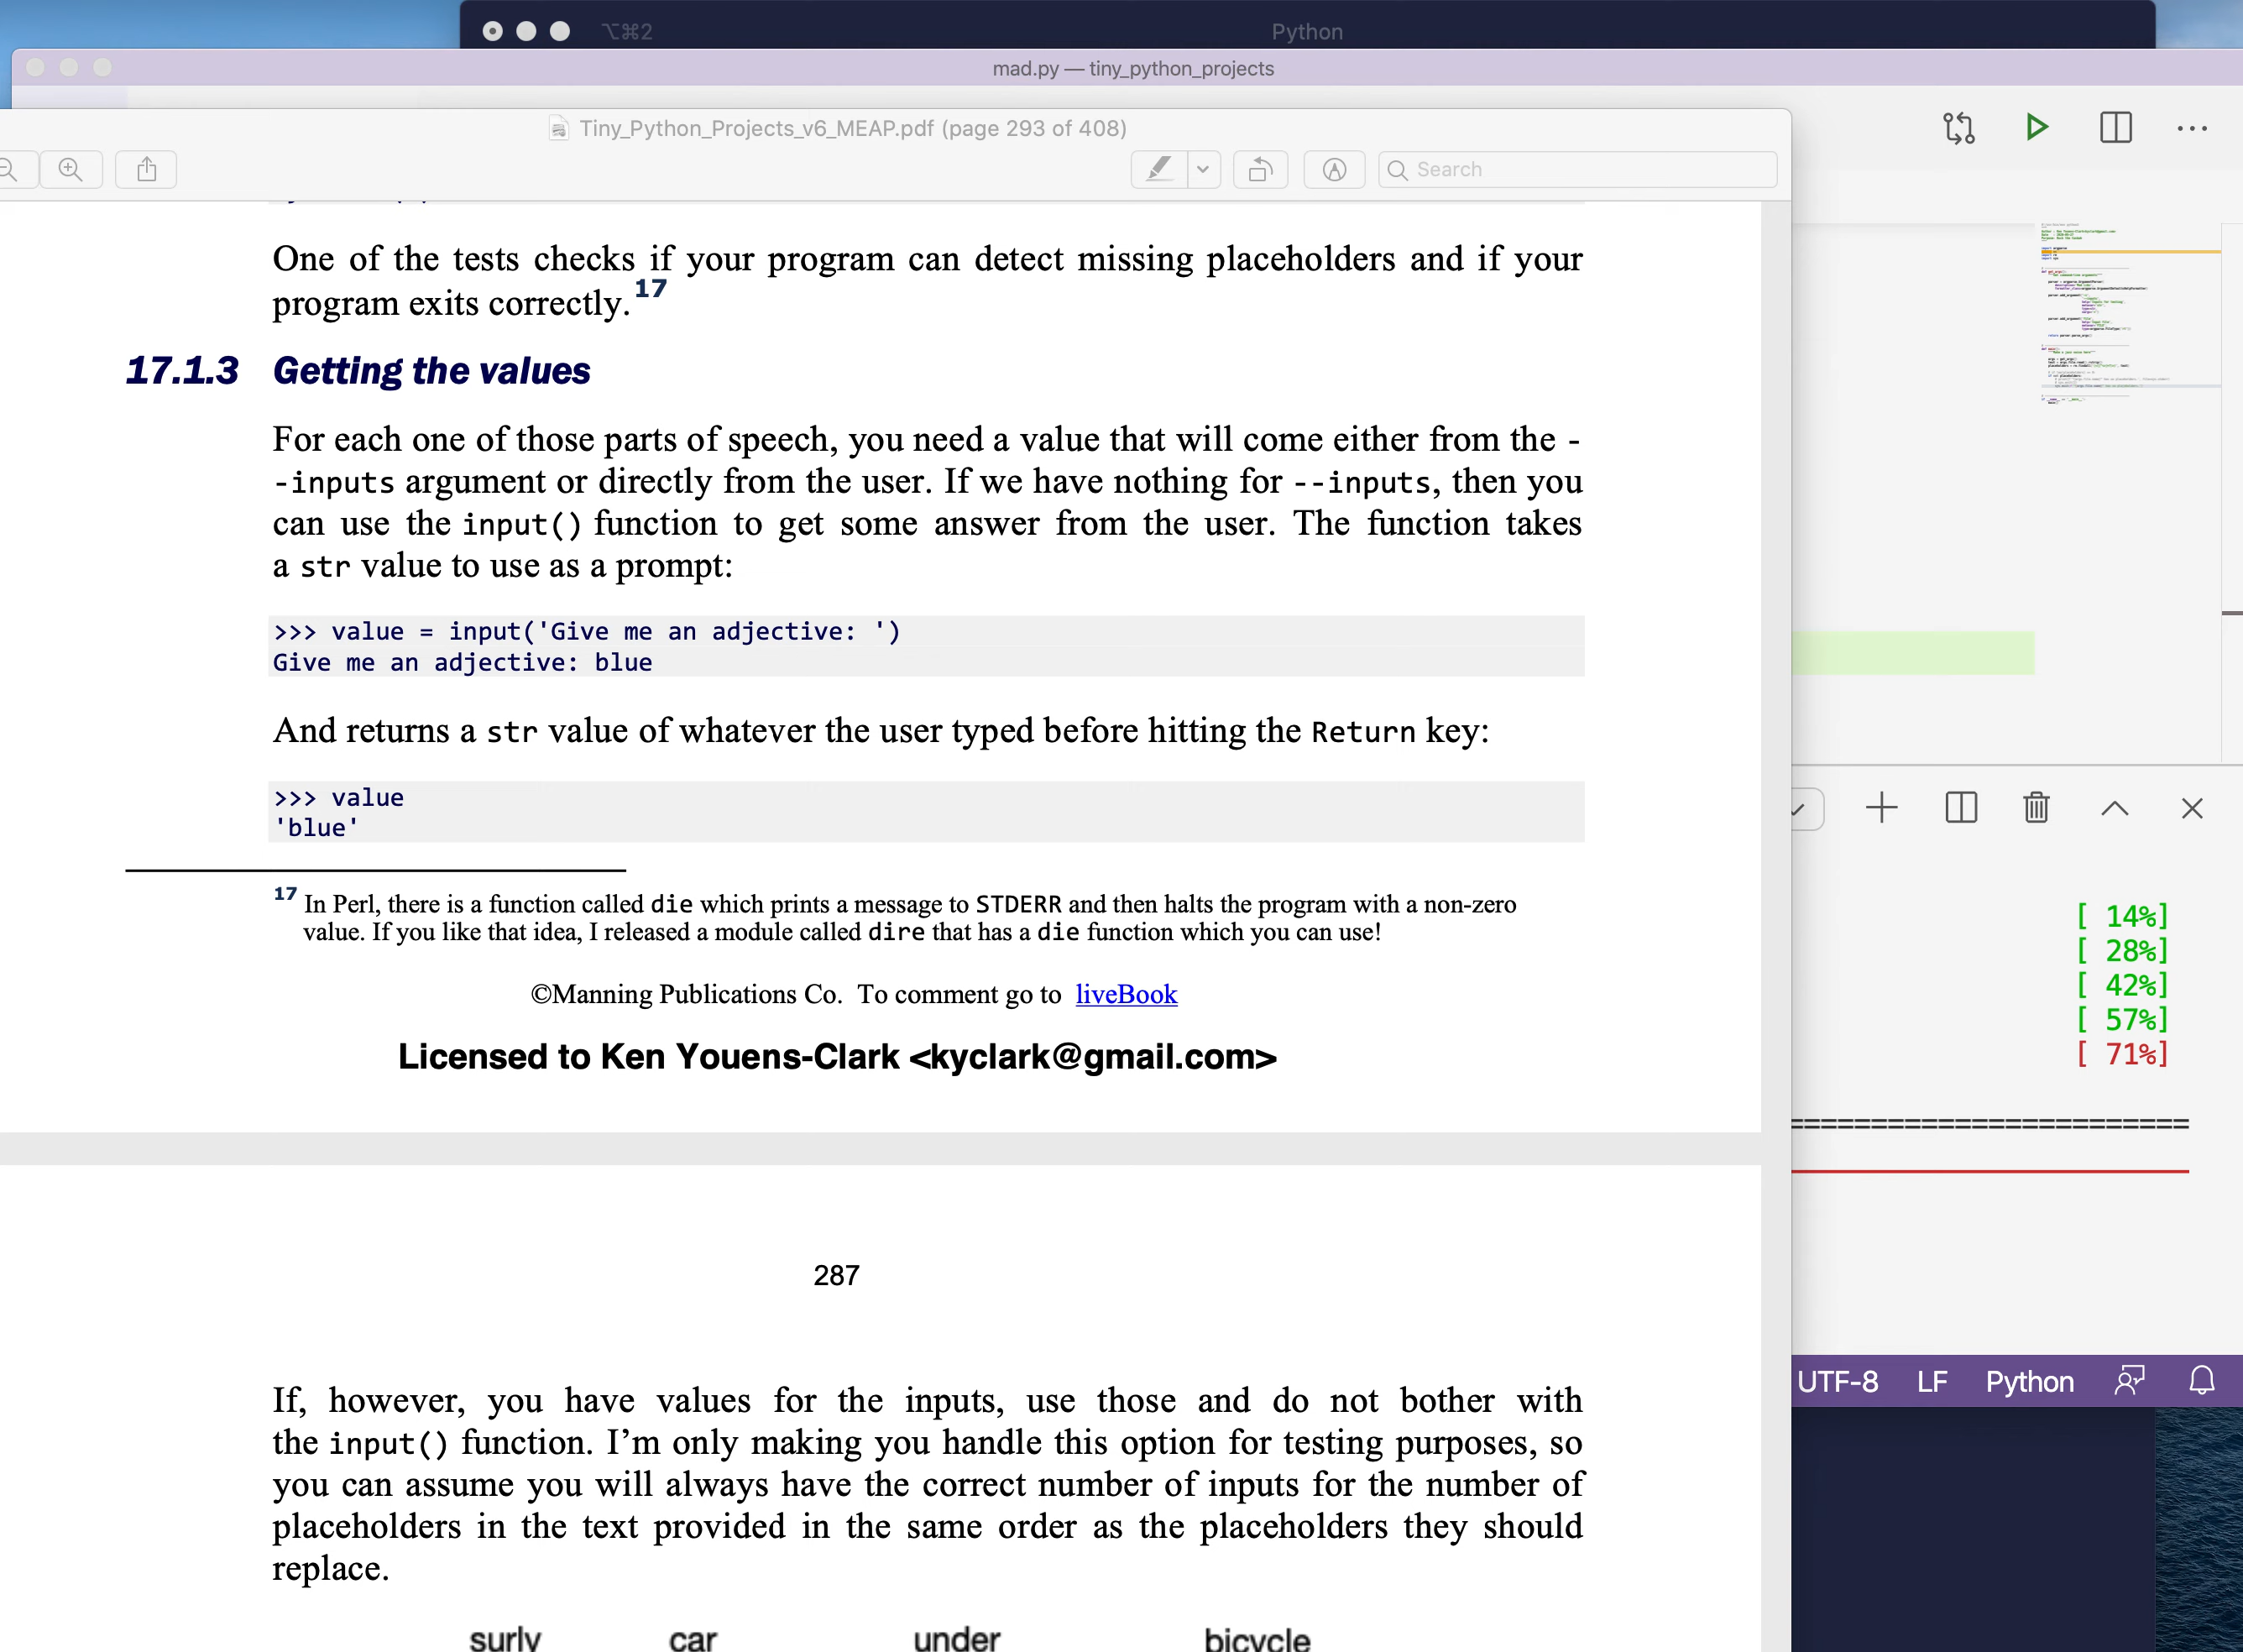 ⌥⌘2
Python
mad.py — tiny_python_projects
Tiny_Python_Projects_v6_MEAP.pdf (page 293 of 408)
Search
One of the tests checks if your program can detect missing placeholders and if your
program exits correctly.17
17.1.3 Getting the values
For each one of those parts of speech, you need a value that will come either from the -
-inputs argument or directly from the user. If we have nothing for --inputs, then you
can use the input() function to get some answer from the user. The function takes
a str value to use as a prompt:
>>> value = input('Give me an adjective: ')
Give me an adjective: blue
And returns a str value of whatever the user typed before hitting the Return key:
>>> value
'blue'
17 In Perl, there is a function called die which prints a message to STDERR and then halts the program with a non-zero
value. If you like that idea, I released a module called dire that has a die function which you can use!
©Manning Publications Co. To comment go to liveBook
Licensed to Ken Youens-Clark <kyclark@gmail.com>
287
If, however, you have values for the inputs, use those and do not bother with
the input() function. I’m only making you handle this option for testing purposes, so
you can assume you will always have the correct number of inputs for the number of
placeholders in the text provided in the same order as the placeholders they should
replace.
surly car under bicycle
[ 14%]
[ 28%]
[ 42%]
[ 57%]
[ 71%]
UTF-8 LF Python